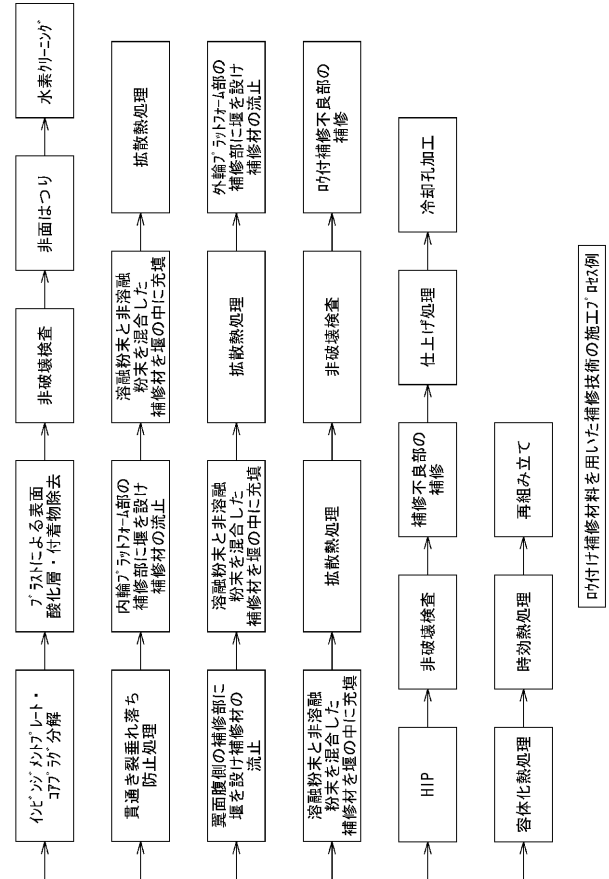 インピンジメントプレート・
コアプラグ分解
ブラストによる表面
酸化層・付着物除去
非破壊検査
非面はつり
水素クリーニング
貫通き裂垂れ落ち
防止処理
内輪プラットフォーム部の
補修部に堰を設け
補修材の流止
溶融粉末と非溶融
粉末を混合した
補修材を堰の中に充填
拡散熱処理
翼面腹側の補修部に
堰を設け補修材の
流止
溶融粉末と非溶融
粉末を混合した
補修材を堰の中に充填
拡散熱処理
外輪プラットフォーム部の
補修部に堰を設け
補修材の流止
溶融粉末と非溶融
粉末を混合した
補修材を堰の中に充填
拡散熱処理
非破壊検査
吹付補修不良部の
補修
HIP
非破壊検査
補修不良部の
補修
仕上げ処理
冷却孔加工
容体化熱処理
時効熱処理
再組み立て
吹付け補修材料を用いた補修技術の施工プロセス例